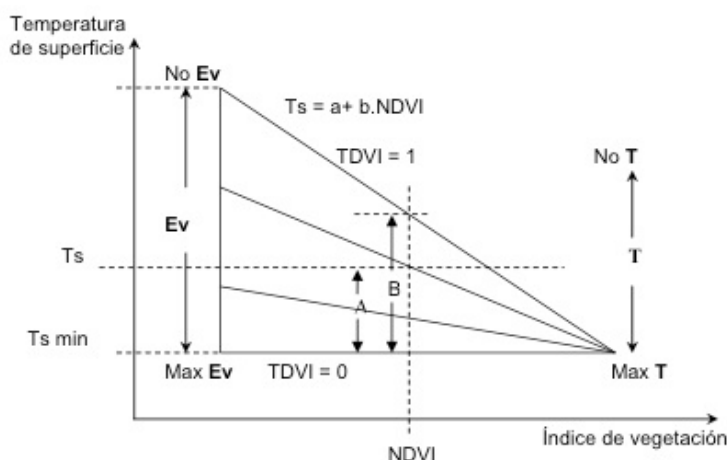 Temperatura
de superficie
No Ev
Ts = a+ b.NDVI
TDVI = 1
No T
Ev
T
Ts
B
A
Ts min
Max Ev
TDVI = 0
Max T
Índice de vegetación
NDVI